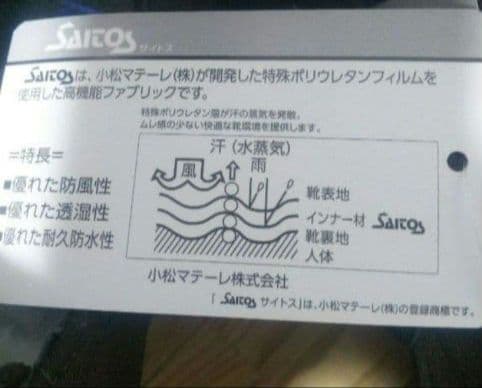 SAITOS サイトス
SAITOSは、小松マテーレ(株)が開発した特殊ポリウレタンフィルムを
使用した高機能ファブリックです。
特殊ポリウレタン層が汗の蒸気を発散。
ムレ感の少ない快適な靴環境を提供します。
=特長=
■優れた防風性
■優れた透湿性
■優れた耐久防水性
汗(水蒸気)
風
雨
靴表地
インナー材 SAITOS
靴裏地
人体
小松マテーレ株式会社
「SAITOS サイトス」は、小松マテーレ(株)の登録商標です。